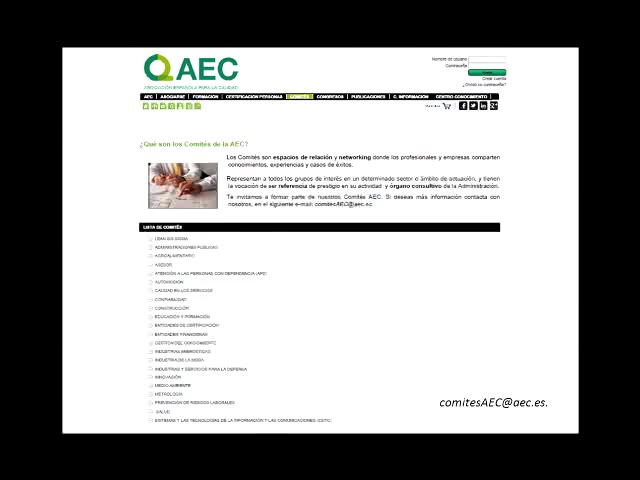 QAEC
ASOCIACIÓN ESPAÑOLA PARA LA CALIDAD
Nombre de usuario
Contraseña
Crear cuenta
¿Olvidó su contraseña?
AEC ASOCIARSE FORMACIÓN CERTIFICACIÓN PERSONAS COMITÉS CONGRESOS PUBLICACIONES C. INFORMACIÓN CENTRO CONOCIMIENTO
¿Qué son los Comités de la AEC?
Los Comités son espacios de relación y networking donde los profesionales y empresas comparten
conocimientos, experiencias y casos de éxitos.
Representan a todos los grupos de interés en un determinado sector o ámbito de actuación, y tienen
la vocación de ser referencia de prestigio en su actividad y órgano consultivo de la Administración.
Te invitamos a formar parte de nuestros Comités AEC. Si deseas más información contacta con
nosotros, en el siguiente e-mail: comitesAEC@aec.es
LISTA DE COMITÉS
LEAN SIX SIGMA
ADMINISTRACIONES PÚBLICAS
AGROALIMENTARIO
ASESOR
ATENCIÓN A LAS PERSONAS CON DEPENDENCIA (APD)
AUTOMOCIÓN
CALIDAD EN LOS SERVICIOS
CONFIABILIDAD
CONSTRUCCIÓN
EDUCACIÓN Y FORMACIÓN
ENTIDADES DE CERTIFICACIÓN
ENTIDADES FINANCIERAS
GESTIÓN DEL CONOCIMIENTO
INDUSTRIAS ENERGÉTICAS
INDUSTRIAS DE LA MODA
INDUSTRIAS Y SERVICIOS PARA LA DEFENSA
INNOVACIÓN
MEDIO AMBIENTE
METROLOGÍA
PREVENCIÓN DE RIESGOS LABORALES
SALUD
SISTEMAS Y LAS TECNOLOGÍAS DE LA INFORMACIÓN Y LAS COMUNICACIONES (CSTIC)
comitesAEC@aec.es.